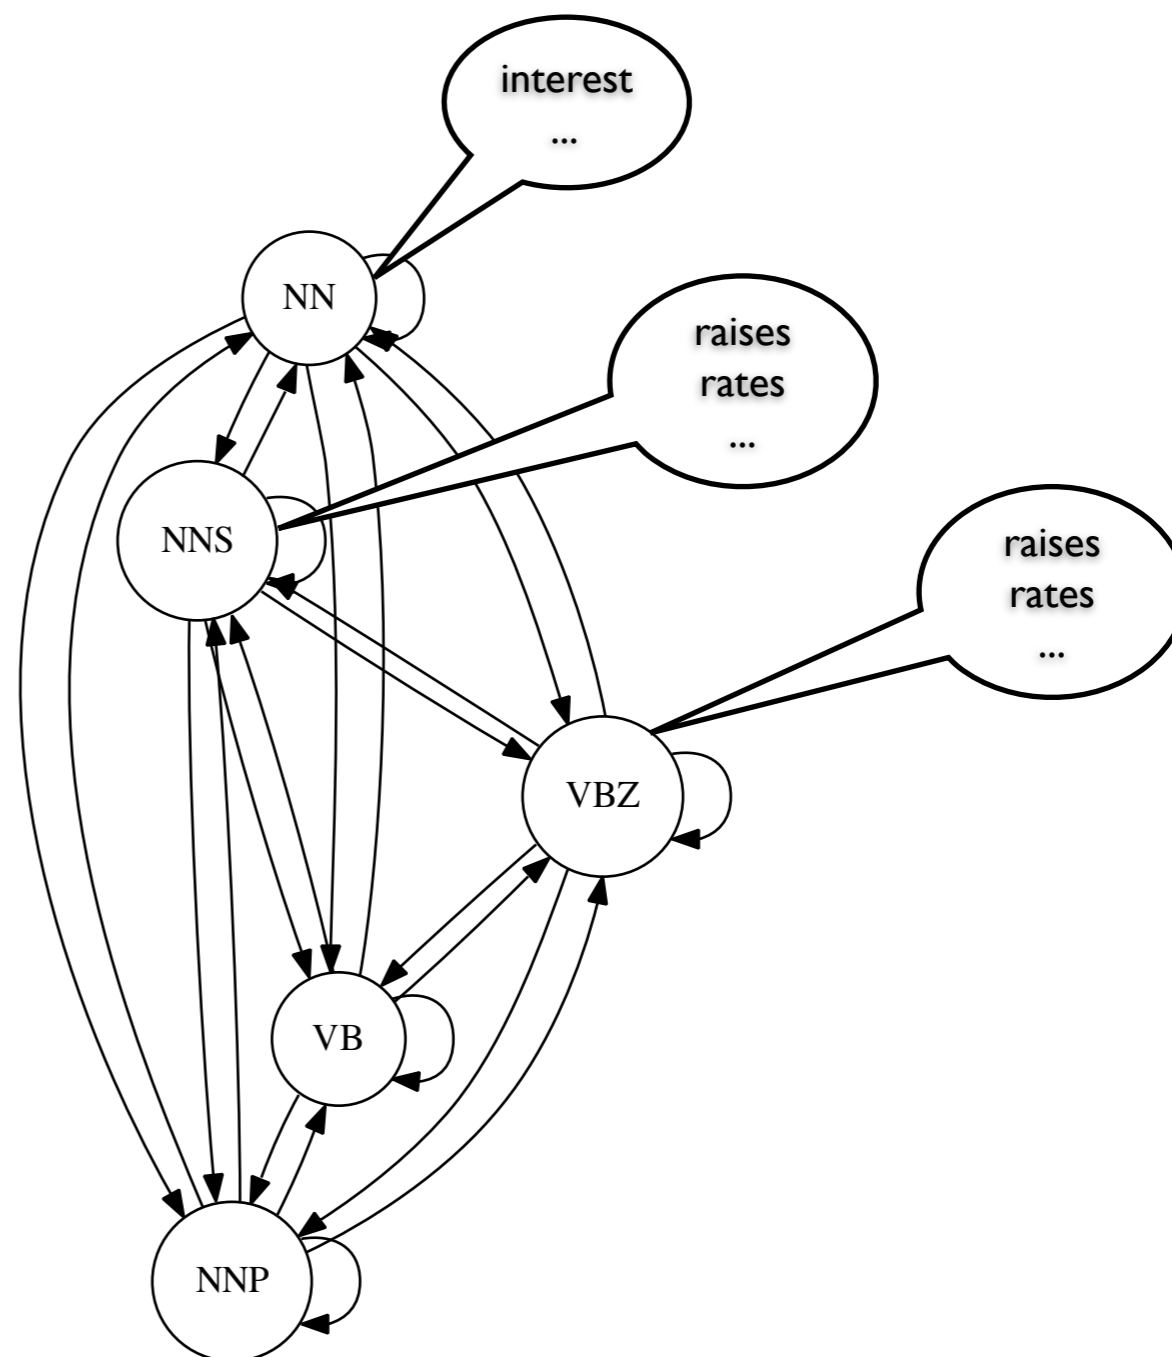 interest
...
NN
raises
rates
...
NNS
raises
rates
...
VBZ
VB
NNP